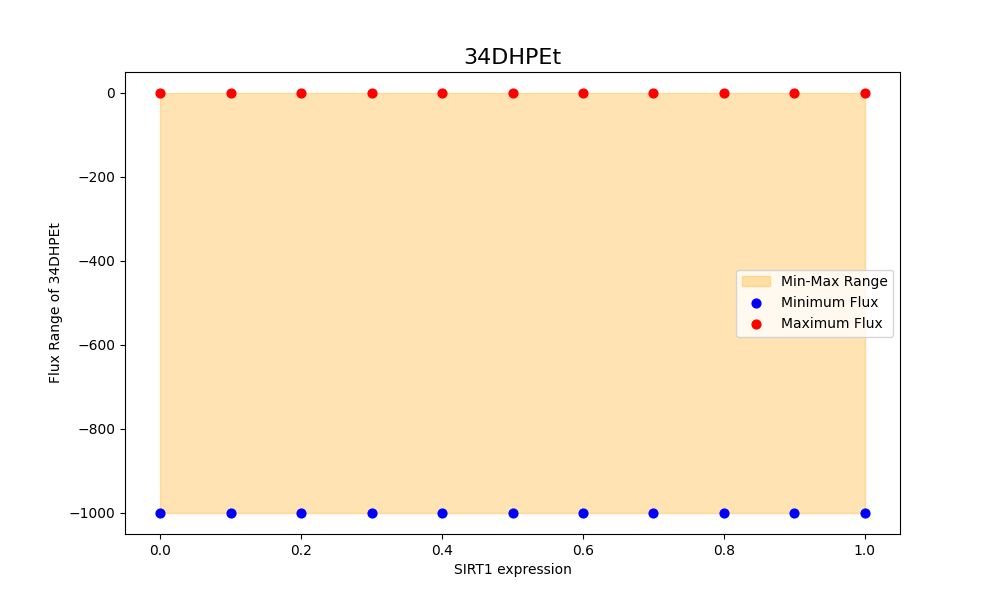 34DHPEt
0
−200
−400
−600
−800
−1000
Flux Range of 34DHPEt
Min-Max Range
Minimum Flux
Maximum Flux
0.0 0.2 0.4 0.6 0.8 1.0
SIRT1 expression